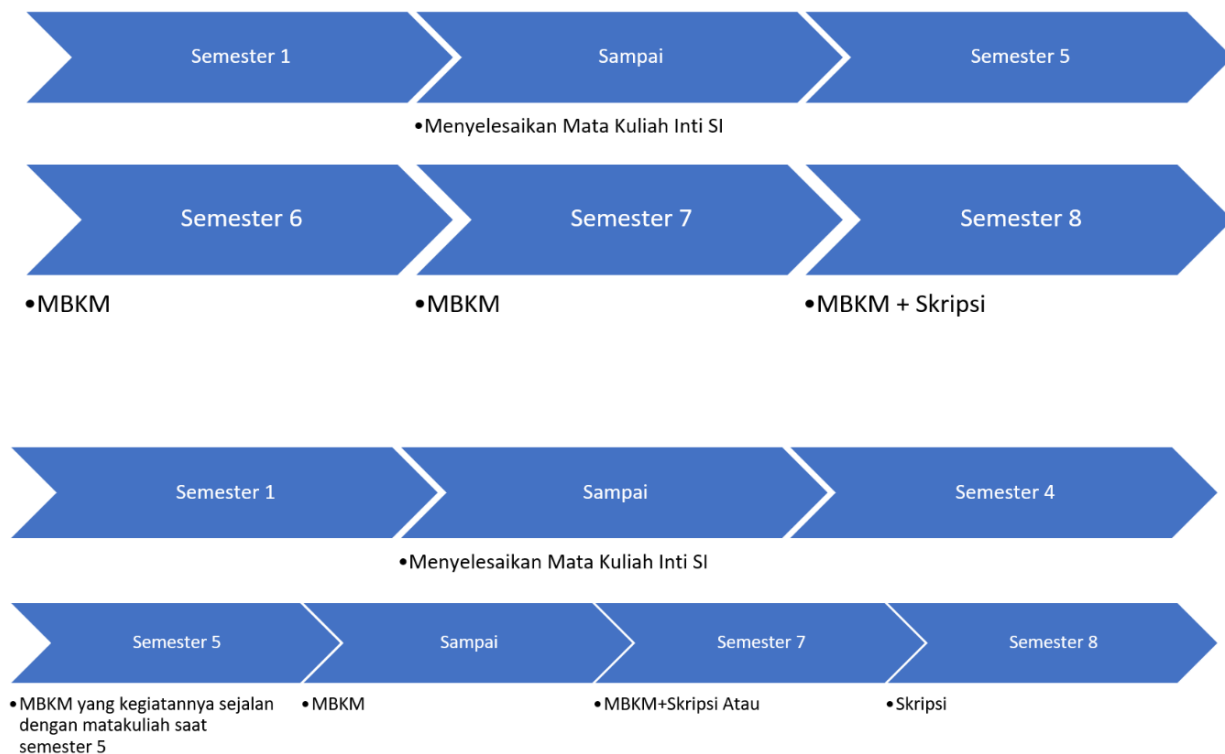 Semester 1
Sampai
Semester 5
•Menyelesaikan Mata Kuliah Inti SI
Semester 6
Semester 7
Semester 8
•MBKM
•MBKM
•MBKM + Skripsi
Semester 1
Sampai
Semester 4
•Menyelesaikan Mata Kuliah Inti SI
Semester 5
Sampai
Semester 7
Semester 8
•MBKM yang kegiatannya sejalan
dengan matakuliah saat
semester 5
•MBKM
•MBKM+Skripsi Atau
•Skripsi